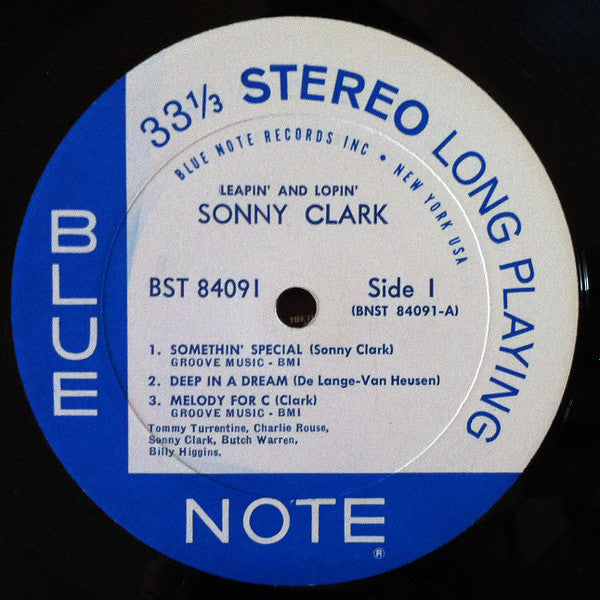 33 1/3 STEREO LONG PLAYING
BLUE NOTE RECORDS INC • NEW YORK USA
LEAPIN' AND LOPIN'
SONNY CLARK
BST 84091
Side 1
(BNST 84091-A)
1. SOMETHIN' SPECIAL (Sonny Clark)
GROOVE MUSIC - BMI
2. DEEP IN A DREAM (De Lange-Van Heusen)
3. MELODY FOR C (Clark)
GROOVE MUSIC - BMI
Tommy Turrentine, Charlie Rouse,
Sonny Clark, Butch Warren,
Billy Higgins.
BLUE
NOTE ®